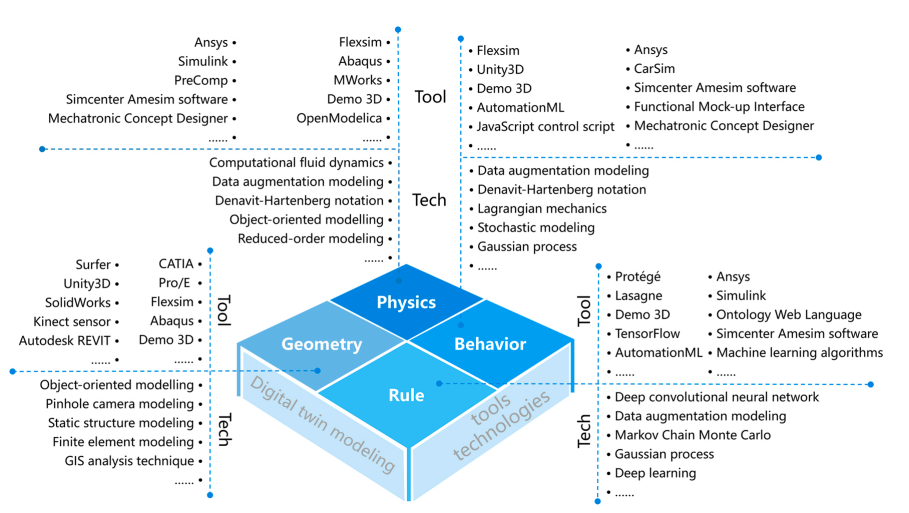 Ansys •
Simulink •
PreComp •
Simcenter Amesim software •
Mechatronic Concept Designer •
...... •
Flexsim •
Abaqus •
MWorks •
Demo 3D •
OpenModelica •
...... •
Tool
• Flexsim
• Unity3D
• Demo 3D
• AutomationML
• JavaScript control script
• ......
• Ansys
• CarSim
• Simcenter Amesim software
• Functional Mock-up Interface
• Mechatronic Concept Designer
• ......
Computational fluid dynamics •
Data augmentation modeling •
Denavit-Hartenberg notation •
Object-oriented modelling •
Reduced-order modeling •
...... •
Tech
• Data augmentation modeling
• Denavit-Hartenberg notation
• Lagrangian mechanics
• Stochastic modeling
• Gaussian process
• ......
Surfer •
Unity3D •
SolidWorks •
Kinect sensor •
Autodesk REVIT •
...... •
CATIA •
Pro/E •
Flexsim •
Abaqus •
Demo 3D •
...... •
Tool
Physics
Geometry
Behavior
Rule
Digital twin modeling
tools
technologies
Tool
• Protégé
• Lasagne
• Demo 3D
• TensorFlow
• AutomationML
• ......
• Ansys
• Simulink
• Ontology Web Language
• Simcenter Amesim software
• Machine learning algorithms
• ......
Object-oriented modelling •
Pinhole camera modeling •
Static structure modeling •
Finite element modeling •
GIS analysis technique •
...... •
Tech
Tech
• Deep convolutional neural network
• Data augmentation modeling
• Markov Chain Monte Carlo
• Gaussian process
• Deep learning
• ......